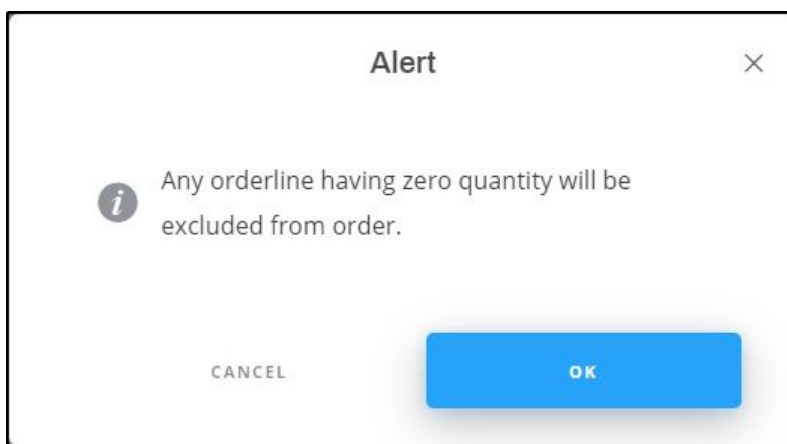 Alert
Any orderline having zero quantity will be
excluded from order.
CANCEL
OK